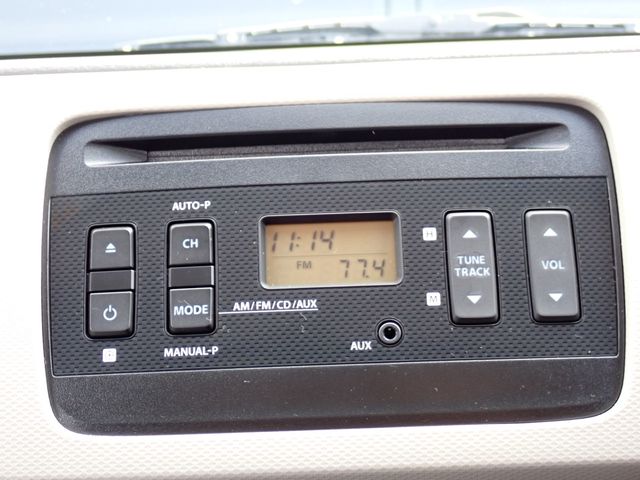 AUTO-P
CH
MODE
MANUAL-P
AM/FM/CD/AUX
11:14
FM 77.4
AUX
H
M
TUNE
TRACK
VOL